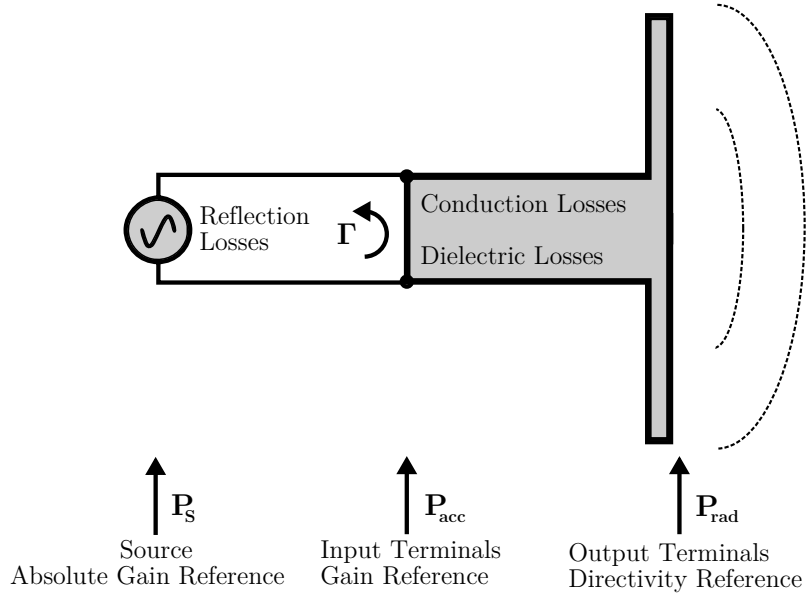 Reflection
Losses
Γ
Conduction Losses
Dielectric Losses
P_S
Source
Absolute Gain Reference
P_acc
Input Terminals
Gain Reference
P_rad
Output Terminals
Directivity Reference